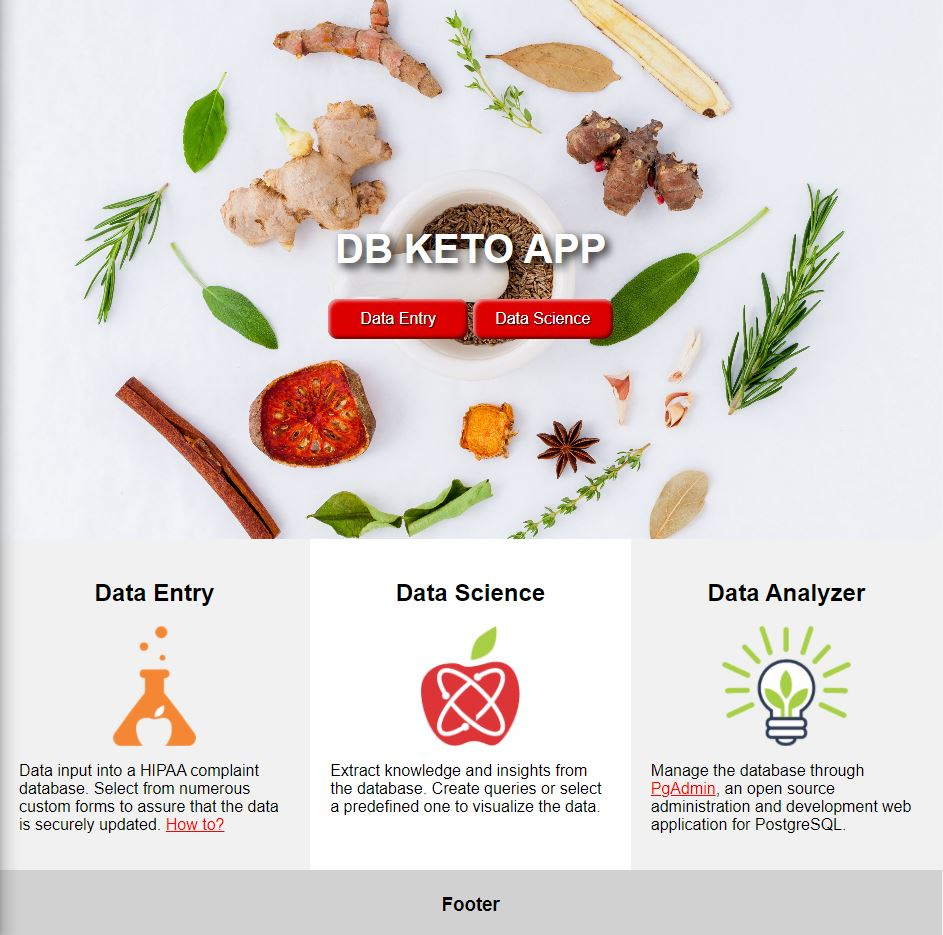 DB KETO APP
Data Entry
Data Science
Data Entry
Data Science
Data Analyzer
Data input into a HIPAA complaint
database. Select from numerous
custom forms to assure that the data
is securely updated. How to?
Extract knowledge and insights from
the database. Create queries or select
a predefined one to visualize the data.
Manage the database through
PgAdmin, an open source
administration and development web
application for PostgreSQL.
Footer